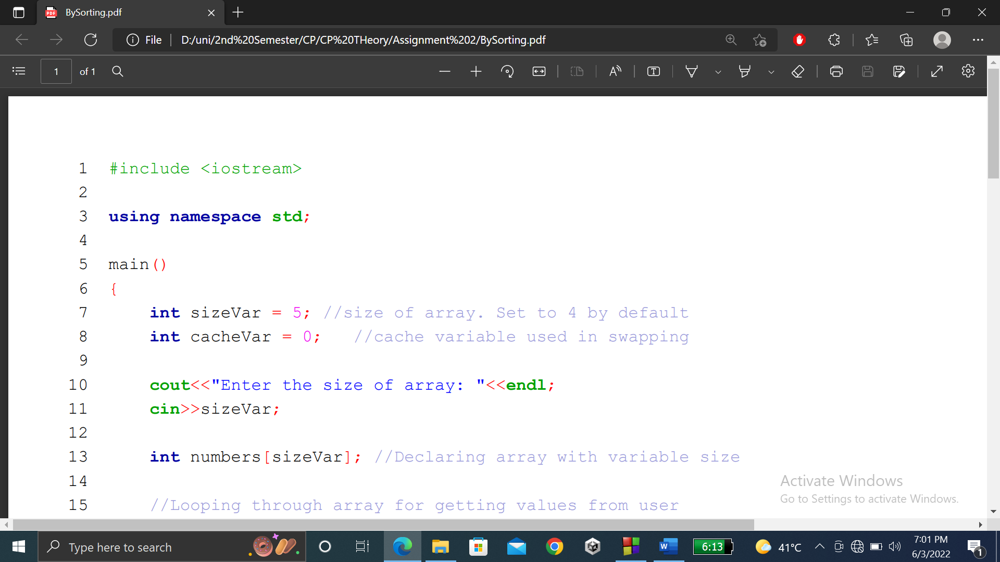 BySorting.pdf
File
D:/uni/2nd%20Semester/CP/CP%20THeory/Assignment%202/BySorting.pdf
1 of 1
1 #include <iostream>
2
3 using namespace std;
4
5 main()
6 {
7 int sizeVar = 5; //size of array. Set to 4 by default
8 int cacheVar = 0; //cache variable used in swapping
9
10 cout<<"Enter the size of array: "<<endl;
11 cin>>sizeVar;
12
13 int numbers[sizeVar]; //Declaring array with variable size
14
15 //Looping through array for getting values from user
Activate Windows
Go to Settings to activate Windows.
Type here to search
6:13
41°C
7:01 PM
6/3/2022
1